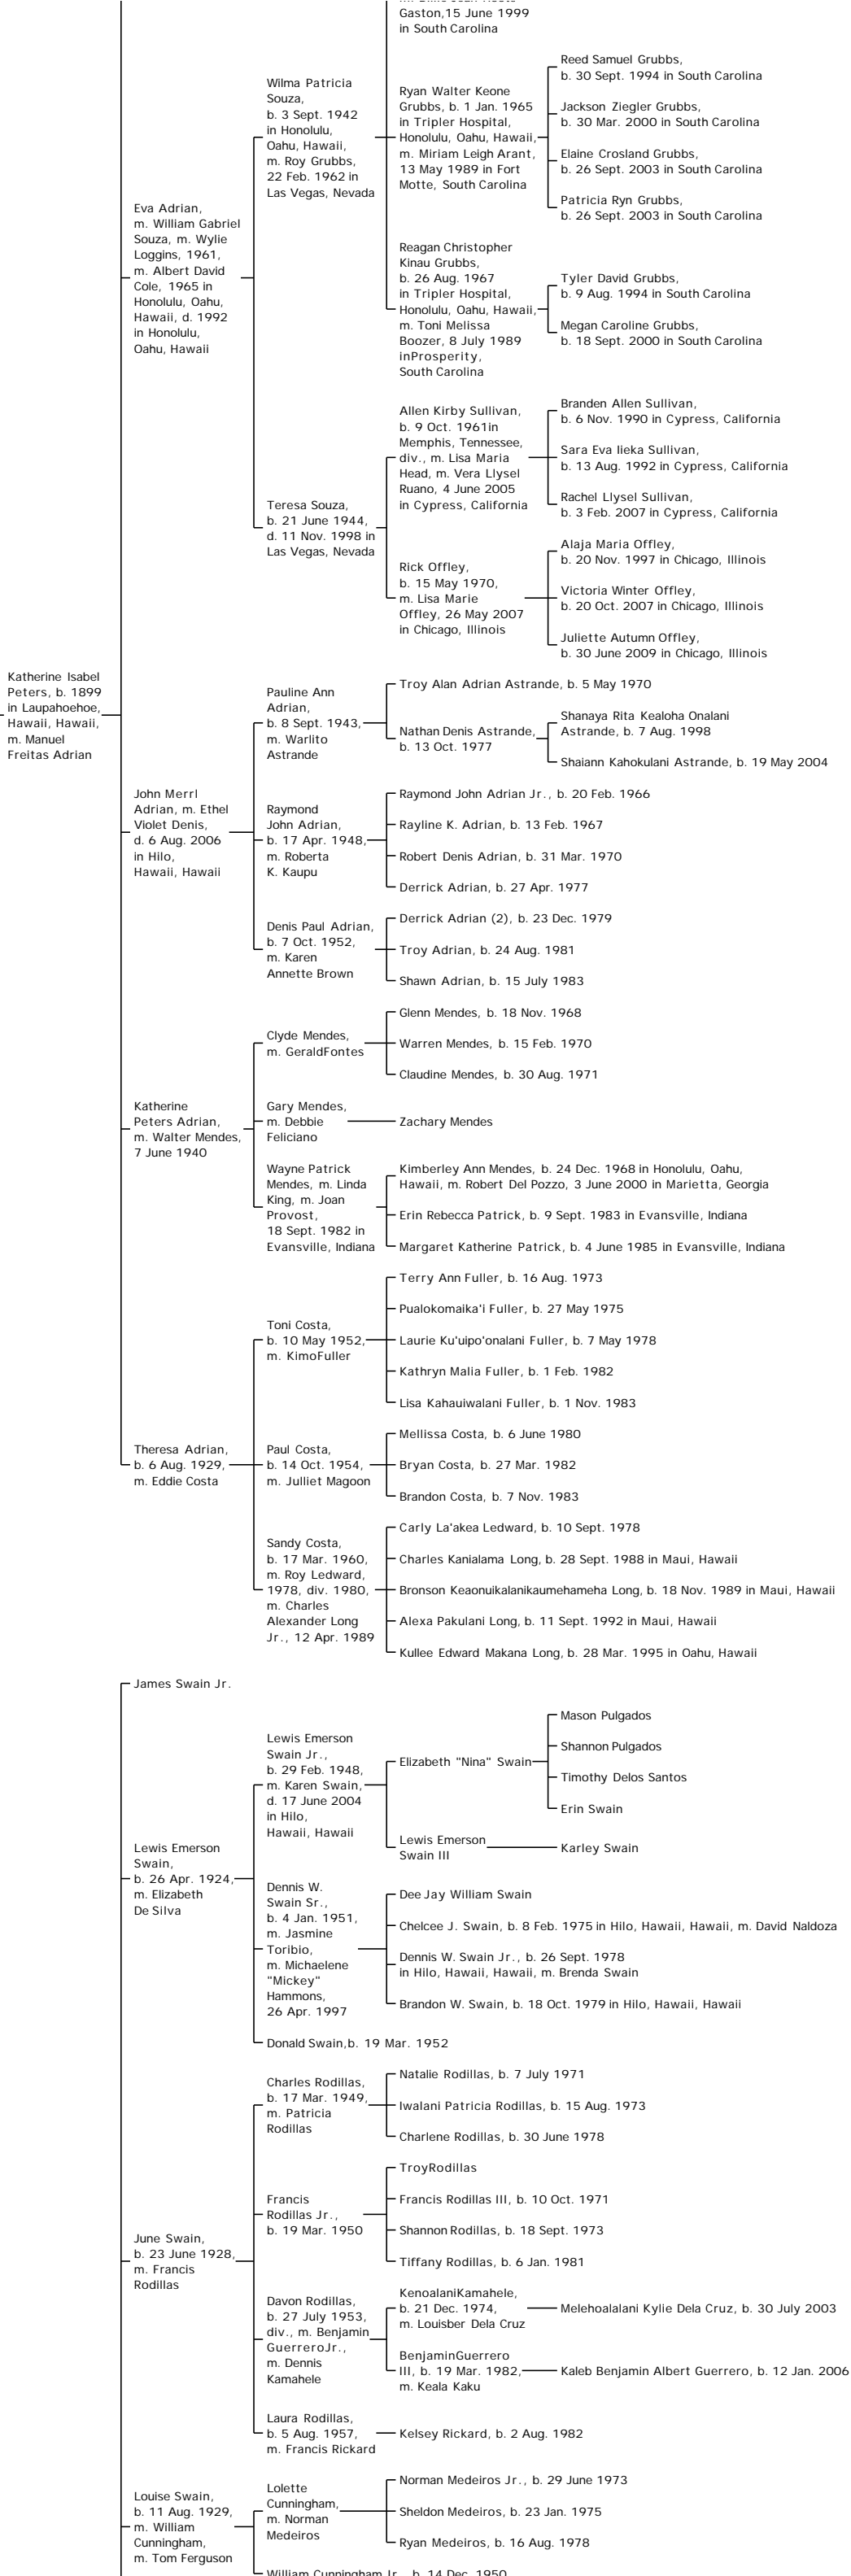 Gaston,15 June 1999
in South Carolina
Wilma Patricia
Souza,
b. 3 Sept. 1942
in Honolulu,
Oahu, Hawaii,
m. Roy Grubbs,
22 Feb. 1962 in
Las Vegas, Nevada
Ryan Walter Keone
Grubbs, b. 1 Jan. 1965
in Tripler Hospital,
Honolulu, Oahu, Hawaii,
m. Miriam Leigh Arant,
13 May 1989 in Fort
Motte, South Carolina
Reed Samuel Grubbs,
b. 30 Sept. 1994 in South Carolina
Jackson Ziegler Grubbs,
b. 30 Mar. 2000 in South Carolina
Elaine Crosland Grubbs,
b. 26 Sept. 2003 in South Carolina
Patricia Ryn Grubbs,
b. 26 Sept. 2003 in South Carolina
Eva Adrian,
m. William Gabriel
Souza, m. Wylie
Loggins, 1961,
m. Albert David
Cole, 1965 in
Honolulu, Oahu,
Hawaii, d. 1992
in Honolulu,
Oahu, Hawaii
Reagan Christopher
Kinau Grubbs,
b. 26 Aug. 1967
in Tripler Hospital,
Honolulu, Oahu, Hawaii,
m. Toni Melissa
Boozer, 8 July 1989
inProsperity,
South Carolina
Tyler David Grubbs,
b. 9 Aug. 1994 in South Carolina
Megan Caroline Grubbs,
b. 18 Sept. 2000 in South Carolina
Teresa Souza,
b. 21 June 1944,
d. 11 Nov. 1998 in
Las Vegas, Nevada
Allen Kirby Sullivan,
b. 9 Oct. 1961in
Memphis, Tennessee,
div., m. Lisa Maria
Head, m. Vera Llysel
Ruano, 4 June 2005
in Cypress, California
Branden Allen Sullivan,
b. 6 Nov. 1990 in Cypress, California
Sara Eva Iieka Sullivan,
b. 13 Aug. 1992 in Cypress, California
Rachel Llysel Sullivan,
b. 3 Feb. 2007 in Cypress, California
Rick Offley,
b. 15 May 1970,
m. Lisa Marie
Offley, 26 May 2007
in Chicago, Illinois
Alaja Maria Offley,
b. 20 Nov. 1997 in Chicago, Illinois
Victoria Winter Offley,
b. 20 Oct. 2007 in Chicago, Illinois
Juliette Autumn Offley,
b. 30 June 2009 in Chicago, Illinois
Katherine Isabel
Peters, b. 1899
in Laupahoehoe,
Hawaii, Hawaii,
m. Manuel
Freitas Adrian
John Merrl
Adrian, m. Ethel
Violet Denis,
d. 6 Aug. 2006
in Hilo,
Hawaii, Hawaii
Pauline Ann
Adrian,
b. 8 Sept. 1943,
m. Warlito
Astrande
Troy Alan Adrian Astrande, b. 5 May 1970
Nathan Denis Astrande,
b. 13 Oct. 1977
Shanaya Rita Kealoha Onalani
Astrande, b. 7 Aug. 1998
Shaiann Kahokulani Astrande, b. 19 May 2004
Raymond
John Adrian,
b. 17 Apr. 1948,
m. Roberta
K. Kaupu
Raymond John Adrian Jr., b. 20 Feb. 1966
Rayline K. Adrian, b. 13 Feb. 1967
Robert Denis Adrian, b. 31 Mar. 1970
Derrick Adrian, b. 27 Apr. 1977
Denis Paul Adrian,
b. 7 Oct. 1952,
m. Karen
Annette Brown
Derrick Adrian (2), b. 23 Dec. 1979
Troy Adrian, b. 24 Aug. 1981
Shawn Adrian, b. 15 July 1983
Katherine
Peters Adrian,
m. Walter Mendes,
7 June 1940
Clyde Mendes,
m. GeraldFontes
Glenn Mendes, b. 18 Nov. 1968
Warren Mendes, b. 15 Feb. 1970
Claudine Mendes, b. 30 Aug. 1971
Gary Mendes,
m. Debbie
Feliciano
Zachary Mendes
Wayne Patrick
Mendes, m. Linda
King, m. Joan
Provost,
18 Sept. 1982 in
Evansville, Indiana
Kimberley Ann Mendes, b. 24 Dec. 1968 in Honolulu, Oahu,
Hawaii, m. Robert Del Pozzo, 3 June 2000 in Marietta, Georgia
Erin Rebecca Patrick, b. 9 Sept. 1983 in Evansville, Indiana
Margaret Katherine Patrick, b. 4 June 1985 in Evansville, Indiana
Theresa Adrian,
b. 6 Aug. 1929,
m. Eddie Costa
Toni Costa,
b. 10 May 1952,
m. KimoFuller
Terry Ann Fuller, b. 16 Aug. 1973
Pualokomaika'i Fuller, b. 27 May 1975
Laurie Ku'uipo'onalani Fuller, b. 7 May 1978
Kathryn Malia Fuller, b. 1 Feb. 1982
Lisa Kahauiwalani Fuller, b. 1 Nov. 1983
Paul Costa,
b. 14 Oct. 1954,
m. Julliet Magoon
Mellissa Costa, b. 6 June 1980
Bryan Costa, b. 27 Mar. 1982
Brandon Costa, b. 7 Nov. 1983
Sandy Costa,
b. 17 Mar. 1960,
m. Roy Ledward,
1978, div. 1980,
m. Charles
Alexander Long
Jr., 12 Apr. 1989
Carly La'akea Ledward, b. 10 Sept. 1978
Charles Kanialama Long, b. 28 Sept. 1988 in Maui, Hawaii
Bronson Keaonuikalanikaumehameha Long, b. 18 Nov. 1989 in Maui, Hawaii
Alexa Pakulani Long, b. 11 Sept. 1992 in Maui, Hawaii
Kullee Edward Makana Long, b. 28 Mar. 1995 in Oahu, Hawaii
James Swain Jr.
Lewis Emerson
Swain,
b. 26 Apr. 1924,
m. Elizabeth
De Silva
Lewis Emerson
Swain Jr.,
b. 29 Feb. 1948,
m. Karen Swain,
d. 17 June 2004
in Hilo,
Hawaii, Hawaii
Elizabeth "Nina" Swain
Mason Pulgados
Shannon Pulgados
Timothy Delos Santos
Erin Swain
Lewis Emerson
Swain III
Karley Swain
Dennis W.
Swain Sr.,
b. 4 Jan. 1951,
m. Jasmine
Toribio,
m. Michaelene
"Mickey"
Hammons,
26 Apr. 1997
Dee Jay William Swain
Chelcee J. Swain, b. 8 Feb. 1975 in Hilo, Hawaii, Hawaii, m. David Naldoza
Dennis W. Swain Jr., b. 26 Sept. 1978
in Hilo, Hawaii, Hawaii, m. Brenda Swain
Brandon W. Swain, b. 18 Oct. 1979 in Hilo, Hawaii, Hawaii
Donald Swain,b. 19 Mar. 1952
June Swain,
b. 23 June 1928,
m. Francis
Rodillas
Charles Rodillas,
b. 17 Mar. 1949,
m. Patricia
Rodillas
Natalie Rodillas, b. 7 July 1971
Iwalani Patricia Rodillas, b. 15 Aug. 1973
Charlene Rodillas, b. 30 June 1978
Francis
Rodillas Jr.,
b. 19 Mar. 1950
TroyRodillas
Francis Rodillas III, b. 10 Oct. 1971
Shannon Rodillas, b. 18 Sept. 1973
Tiffany Rodillas, b. 6 Jan. 1981
Davon Rodillas,
b. 27 July 1953,
div., m. Benjamin
GuerreroJr.,
m. Dennis
Kamahele
KenoalaniKamahele,
b. 21 Dec. 1974,
m. Louisber Dela Cruz
Melehoalalani Kylie Dela Cruz, b. 30 July 2003
BenjaminGuerrero
III, b. 19 Mar. 1982,
m. Keala Kaku
Kaleb Benjamin Albert Guerrero, b. 12 Jan. 2006
Laura Rodillas,
b. 5 Aug. 1957,
m. Francis Rickard
Kelsey Rickard, b. 2 Aug. 1982
Louise Swain,
b. 11 Aug. 1929,
m. William
Cunningham,
m. Tom Ferguson
Lolette
Cunningham,
m. Norman
Medeiros
Norman Medeiros Jr., b. 29 June 1973
Sheldon Medeiros, b. 23 Jan. 1975
Ryan Medeiros, b. 16 Aug. 1978
William Cunningham Jr., b. 14 Dec. 1950